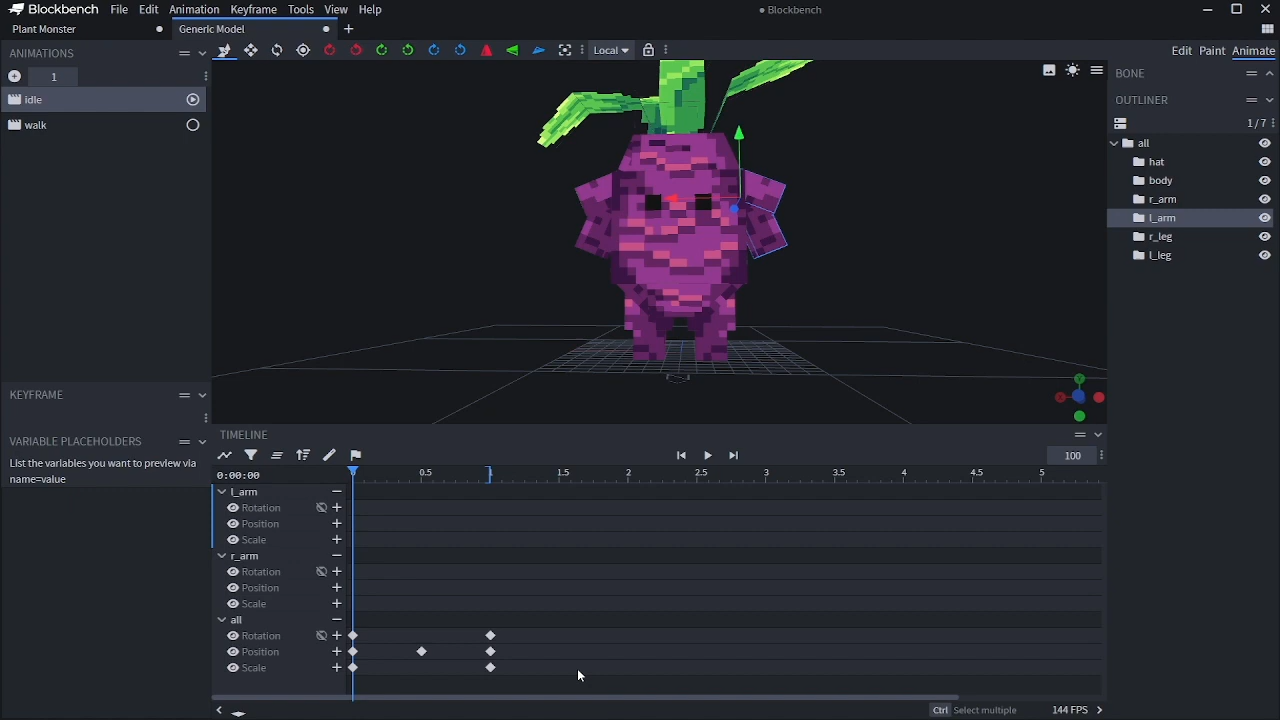 Blockbench File Edit Animation Keyframe Tools View Help
Blockbench
Plant Monster
Generic Model
ANIMATIONS
Local
Edit Paint Animate
1
idle
walk
BONE
OUTLINER
1/7
all
hat
body
r_arm
l_arm
r_leg
l_leg
KEYFRAME
VARIABLE PLACEHOLDERS
List the variables you want to preview via
name=value
TIMELINE
100
0:00:00
0 0.5 1 1.5 2 2.5 3 3.5 4 4.5 5
l_arm
Rotation
Position
Scale
r_arm
Rotation
Position
Scale
all
Rotation
Position
Scale
Ctrl Select multiple
144 FPS